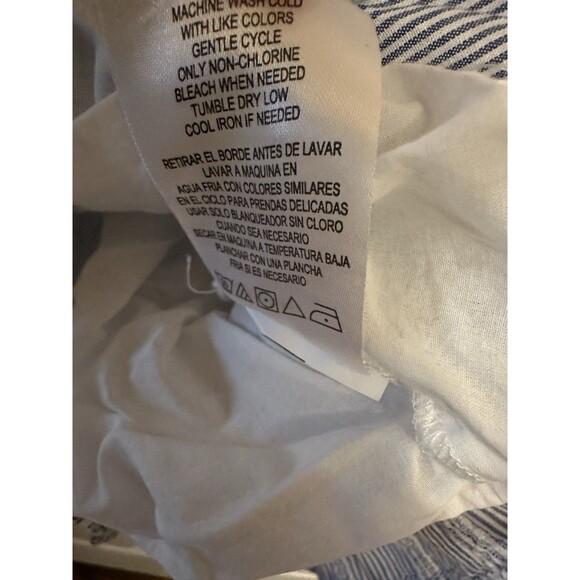 MACHINE WASH COLD
WITH LIKE COLORS
GENTLE CYCLE
ONLY NON-CHLORINE
BLEACH WHEN NEEDED
TUMBLE DRY LOW
COOL IRON IF NEEDED
RETIRAR EL BORDE ANTES DE LAVAR
LAVAR A MAQUINA EN
AGUA FRIA CON COLORES SIMILARES
EN EL CICLO PARA PRENDAS DELICADAS
USAR SOLO BLANQUEADOR SIN CLORO
CUANDO SEA NECESARIO
SECAR EN MAQUINA A TEMPERATURA BAJA
PLANCHAR CON UNA PLANCHA
FRIA SI ES NECESARIO